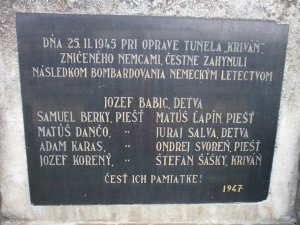 DŇA 25. II. 1945 PRI OPRAVE TUNELA „KRIVÁŇ",
ZNIČENÉHO NEMCAMI, ČESTNE ZAHYNULI
NÁSLEDKOM BOMBARDOVANIA NEMECKÝM LETECTVOM
JOZEF BABIC, DETVA
SAMUEL BERKY, PIEŠŤ MATÚŠ ĽAPÍN, PIEŠŤ
MATÚŠ DANČO, „ JURAJ SALVA, DETVA
ADAM KARAS, „ ONDREJ SVOREŇ, PIEŠŤ
JOZEF KORENÝ, „ ŠTEFAN ŠÁŠKY, KRIVÁŇ
ČESŤ ICH PAMIATKE!
1947